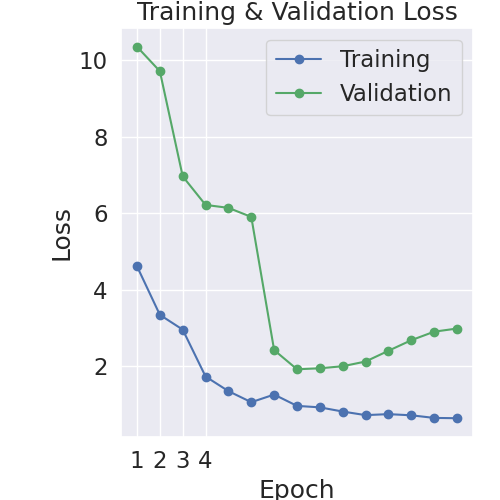 Training & Validation Loss
Training
Validation
Loss
10
8
6
4
2
1 2 3 4
Epoch